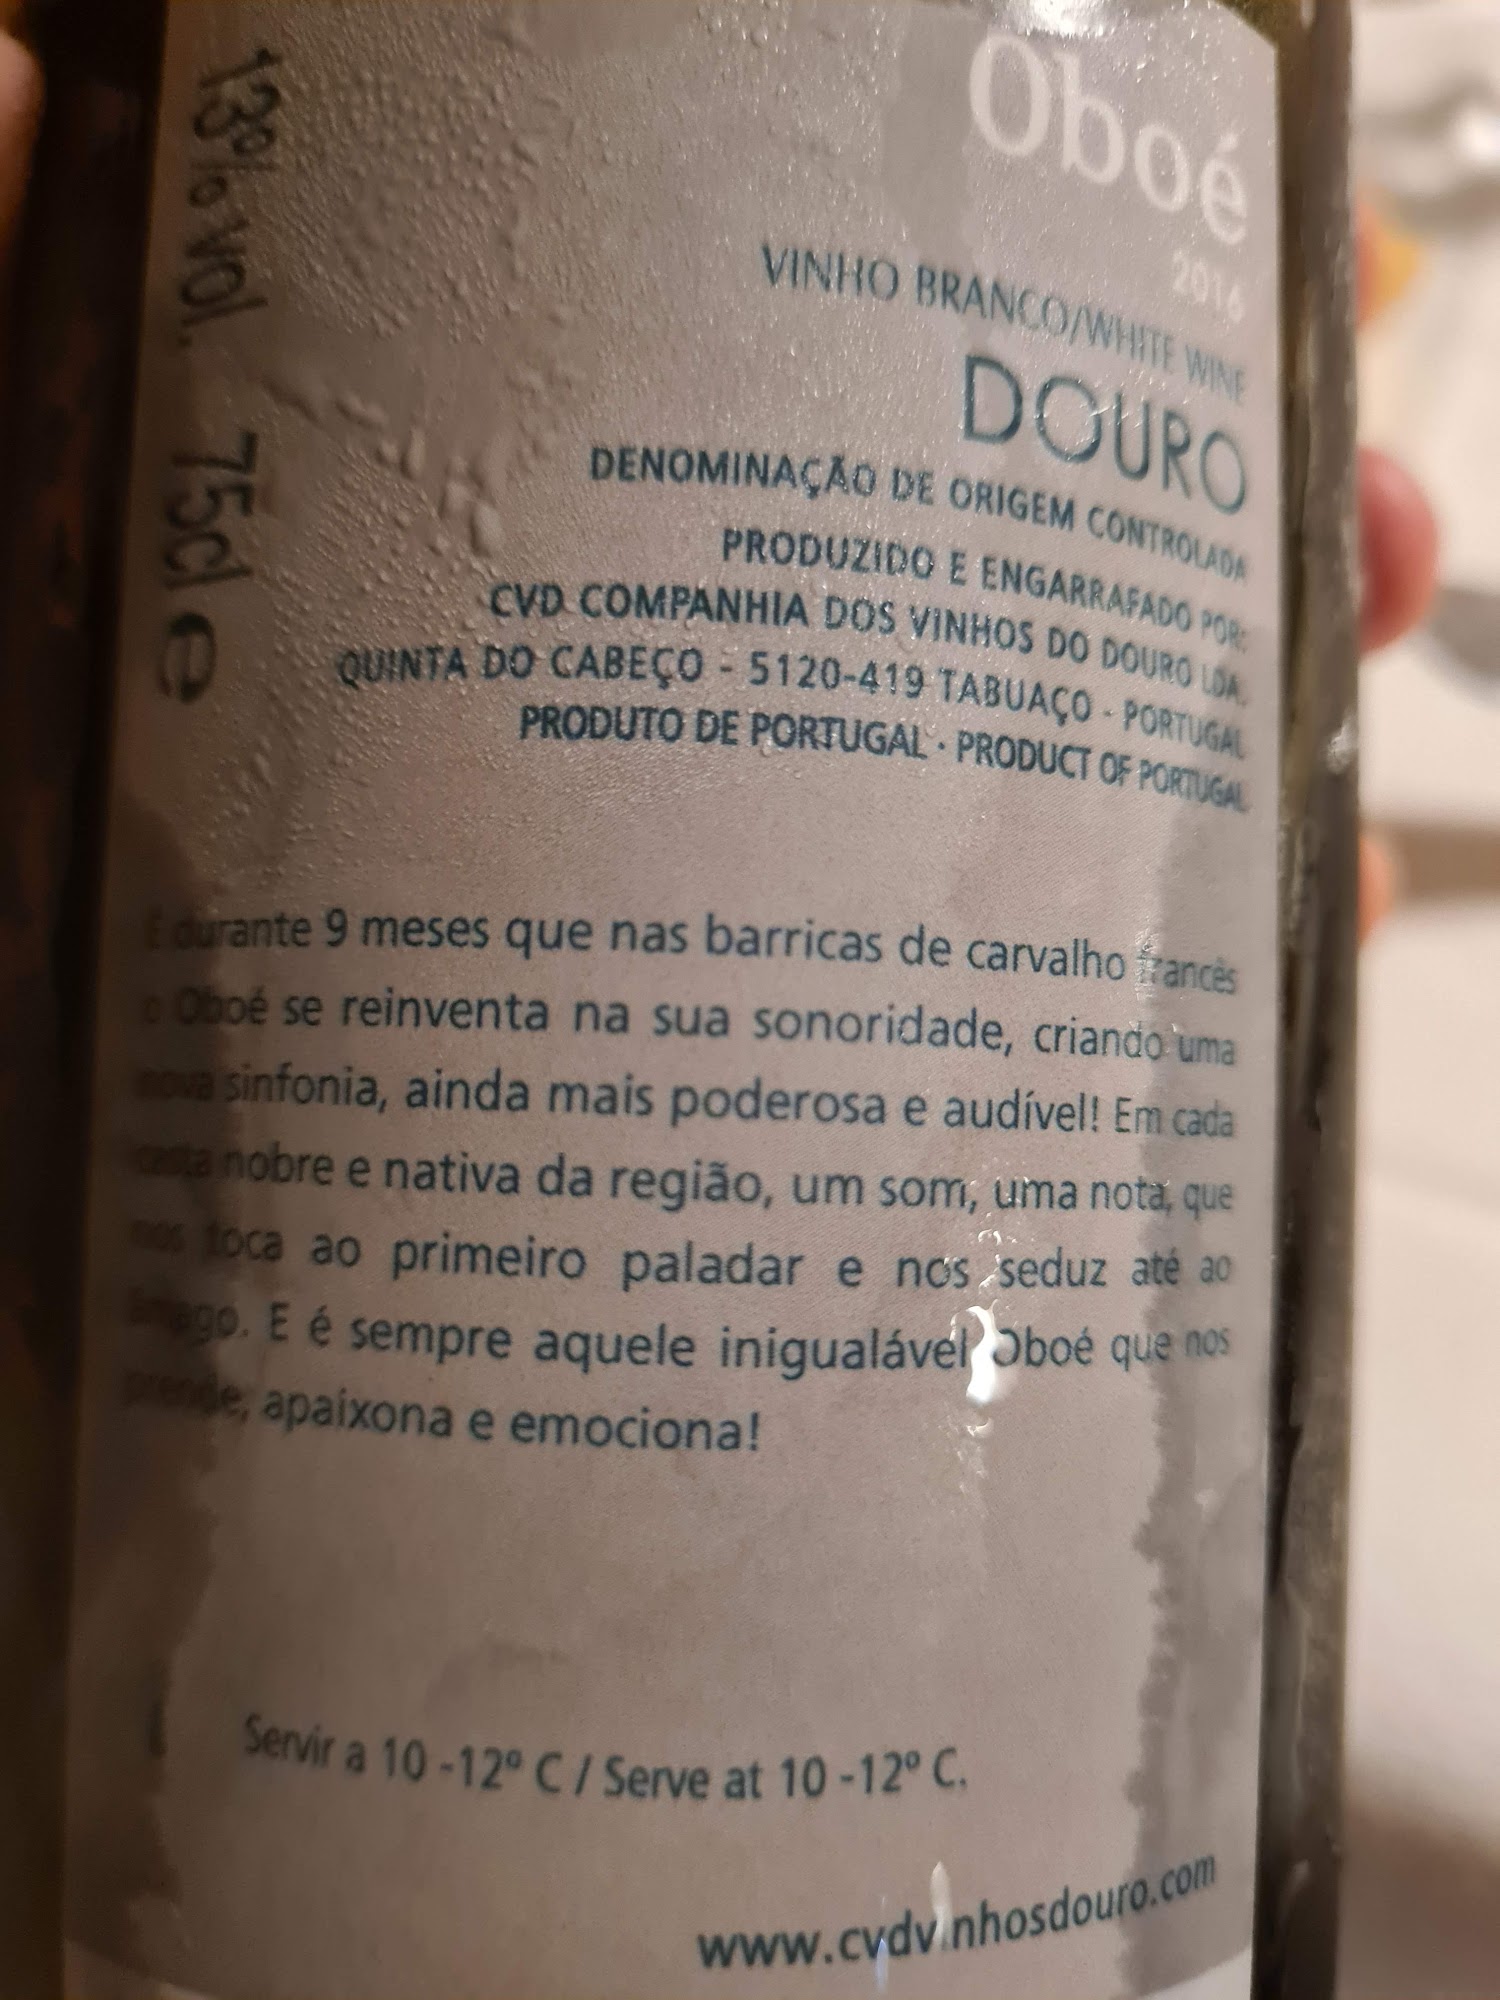 Oboé
2016
VINHO BRANCO/WHITE WINE
DOURO
DENOMINAÇÃO DE ORIGEM CONTROLADA
PRODUZIDO E ENGARRAFADO POR:
CVD COMPANHIA DOS VINHOS DO DOURO LDA.
QUINTA DO CABEÇO - 5120-419 TABUAÇO - PORTUGAL
PRODUTO DE PORTUGAL · PRODUCT OF PORTUGAL
13% vol. 75cl e
É durante 9 meses que nas barricas de carvalho francês
o Oboé se reinventa na sua sonoridade, criando uma
nova sinfonia, ainda mais poderosa e audível! Em cada
casta nobre e nativa da região, um som, uma nota, que
nos toca ao primeiro paladar e nos seduz até ao
âmago. E é sempre aquele inigualável Oboé que nos
prende, apaixona e emociona!
Servir a 10 -12º C / Serve at 10 -12º C.
www.cvdvinhosdouro.com